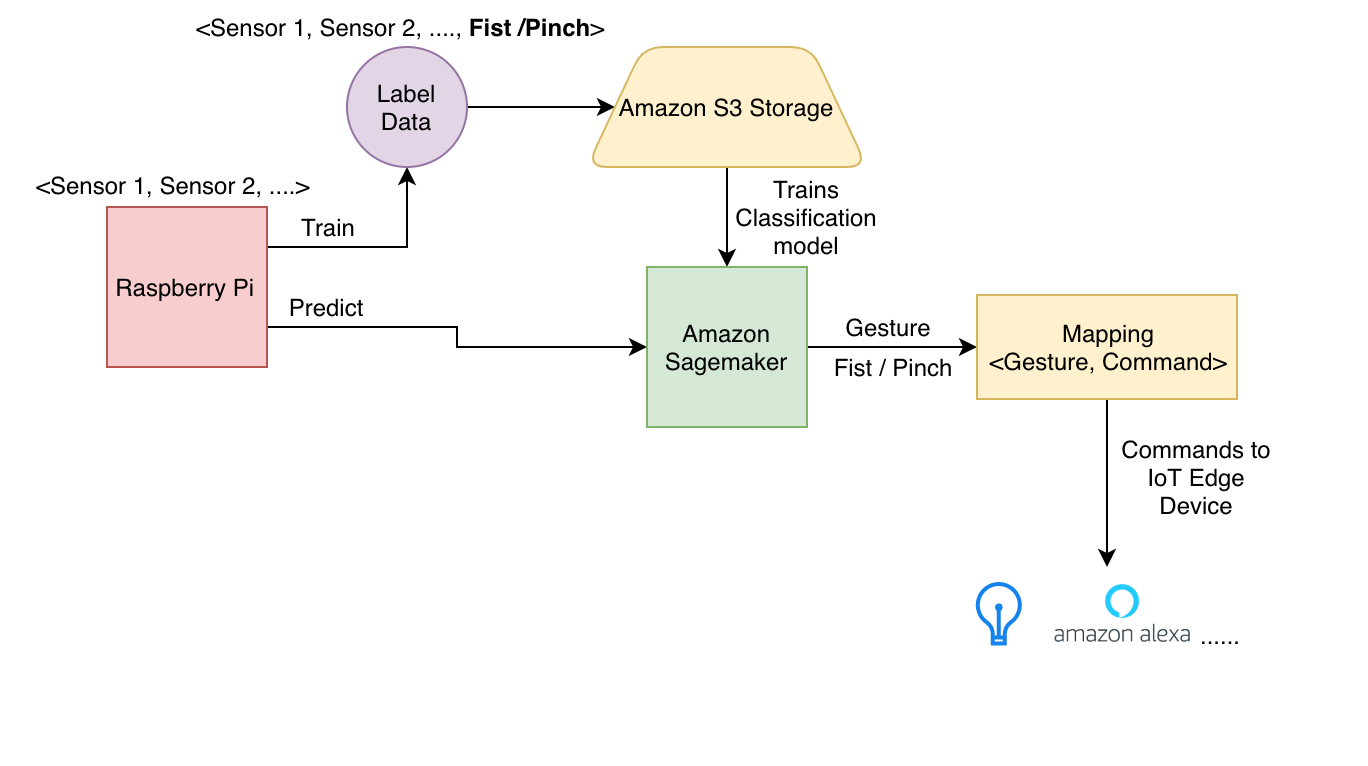 <Sensor 1, Sensor 2, ...., Fist /Pinch>
Label
Data
Amazon S3 Storage
<Sensor 1, Sensor 2, ....>
Train
Raspberry Pi
Predict
Trains
Classification
model
Amazon
Sagemaker
Gesture
Fist / Pinch
Mapping
<Gesture, Command>
Commands to
IoT Edge
Device
amazon alexa ......